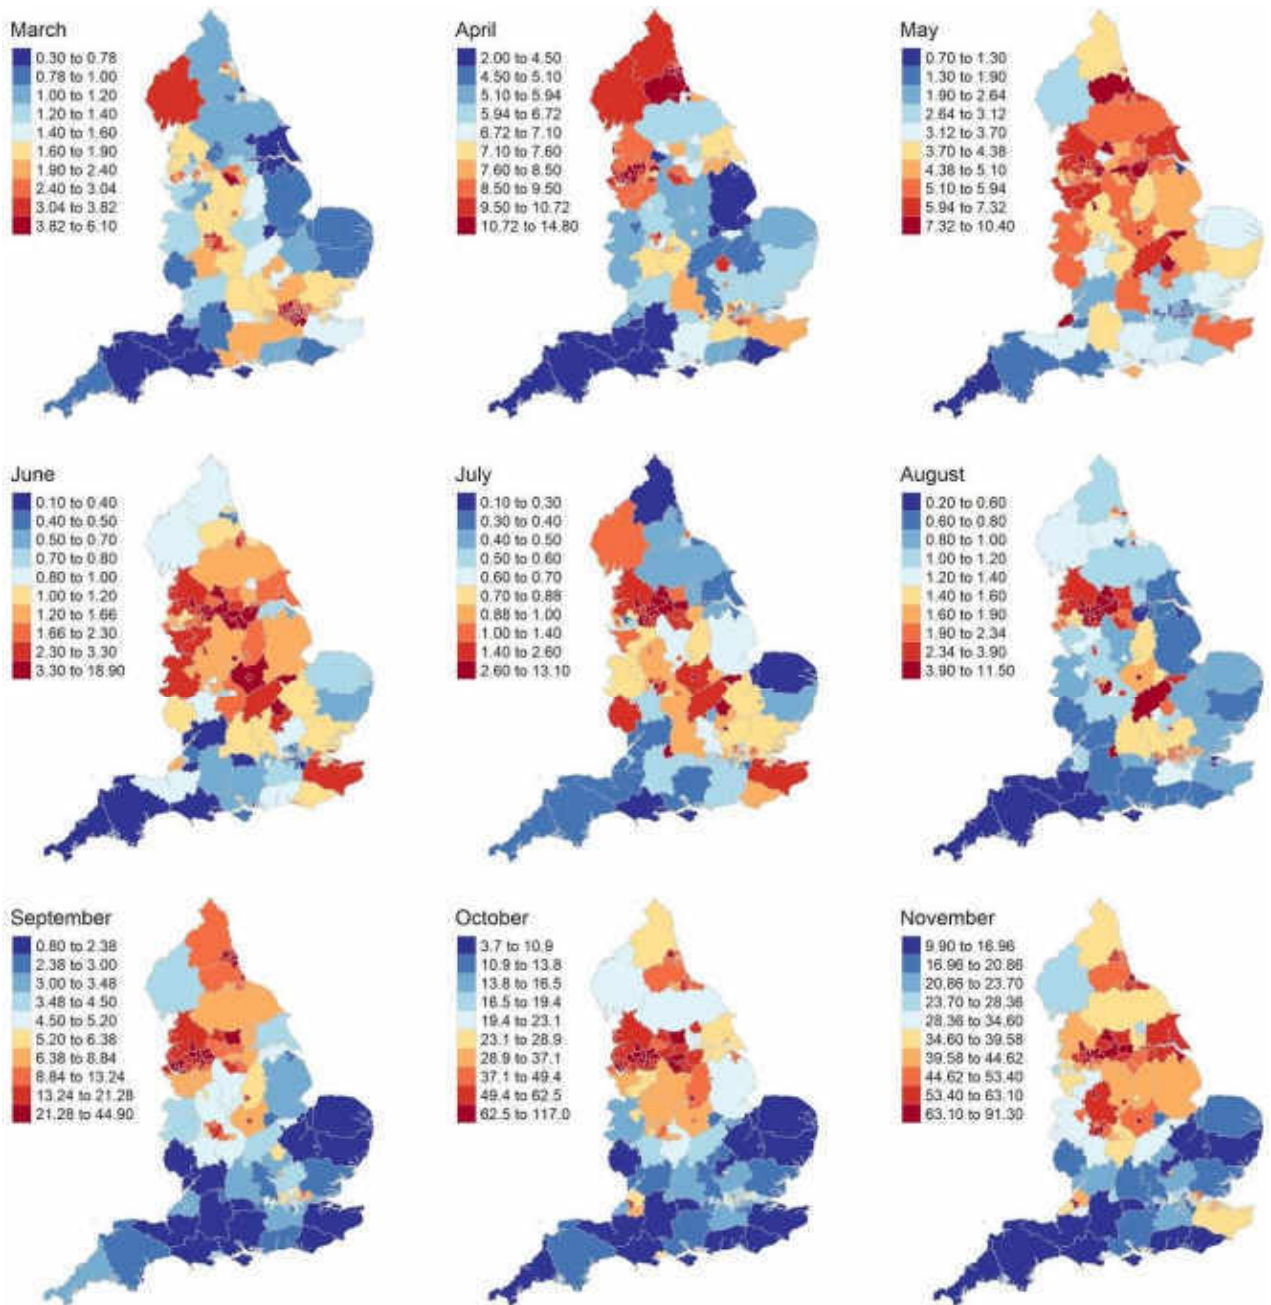 March
0.30 to 0.78
0.78 to 1.00
1.00 to 1.20
1.20 to 1.40
1.40 to 1.60
1.60 to 1.90
1.90 to 2.40
2.40 to 3.04
3.04 to 3.82
3.82 to 6.10
April
2.00 to 4.50
4.50 to 5.10
5.10 to 5.94
5.94 to 6.72
6.72 to 7.10
7.10 to 7.60
7.60 to 8.50
8.50 to 9.50
9.50 to 10.72
10.72 to 14.80
May
0.70 to 1.30
1.30 to 1.90
1.90 to 2.64
2.64 to 3.12
3.12 to 3.70
3.70 to 4.38
4.38 to 5.10
5.10 to 5.94
5.94 to 7.32
7.32 to 10.40
June
0.10 to 0.40
0.40 to 0.50
0.50 to 0.70
0.70 to 0.80
0.80 to 1.00
1.00 to 1.20
1.20 to 1.66
1.66 to 2.30
2.30 to 3.30
3.30 to 18.90
July
0.10 to 0.30
0.30 to 0.40
0.40 to 0.50
0.50 to 0.60
0.60 to 0.70
0.70 to 0.88
0.88 to 1.00
1.00 to 1.40
1.40 to 2.60
2.60 to 13.10
August
0.20 to 0.60
0.60 to 0.80
0.80 to 1.00
1.00 to 1.20
1.20 to 1.40
1.40 to 1.60
1.60 to 1.90
1.90 to 2.34
2.34 to 3.90
3.90 to 11.50
September
0.80 to 2.38
2.38 to 3.00
3.00 to 3.48
3.48 to 4.50
4.50 to 5.20
5.20 to 6.38
6.38 to 8.84
8.84 to 13.24
13.24 to 21.28
21.28 to 44.90
October
3.7 to 10.9
10.9 to 13.8
13.8 to 16.5
16.5 to 19.4
19.4 to 23.1
23.1 to 28.9
28.9 to 37.1
37.1 to 49.4
49.4 to 62.5
62.5 to 117.0
November
9.90 to 16.96
16.96 to 20.86
20.86 to 23.70
23.70 to 28.36
28.36 to 34.60
34.60 to 39.58
39.58 to 44.62
44.62 to 53.40
53.40 to 63.10
63.10 to 91.30